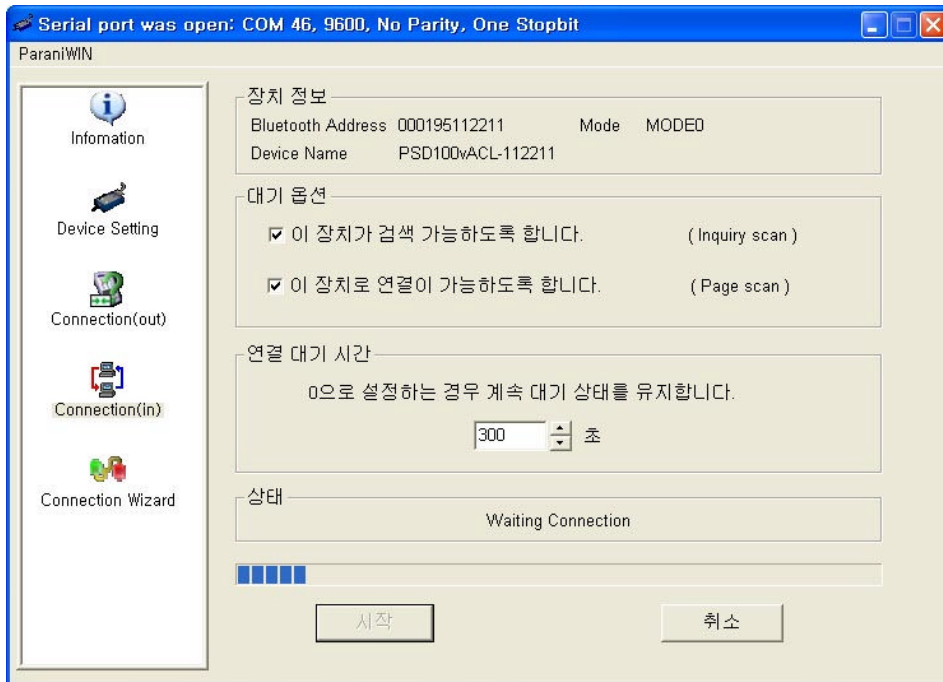 Serial port was open: COM 46, 9600, No Parity, One Stopbit
ParaniWIN
Infomation
Device Setting
Connection(out)
Connection(in)
Connection Wizard
장치 정보
Bluetooth Address 000195112211 Mode MODE0
Device Name PSD100vACL-112211
대기 옵션
이 장치가 검색 가능하도록 합니다. ( Inquiry scan )
이 장치로 연결이 가능하도록 합니다. ( Page scan )
연결 대기 시간
0으로 설정하는 경우 계속 대기 상태를 유지합니다.
300 초
상태
Waiting Connection
시작 취소